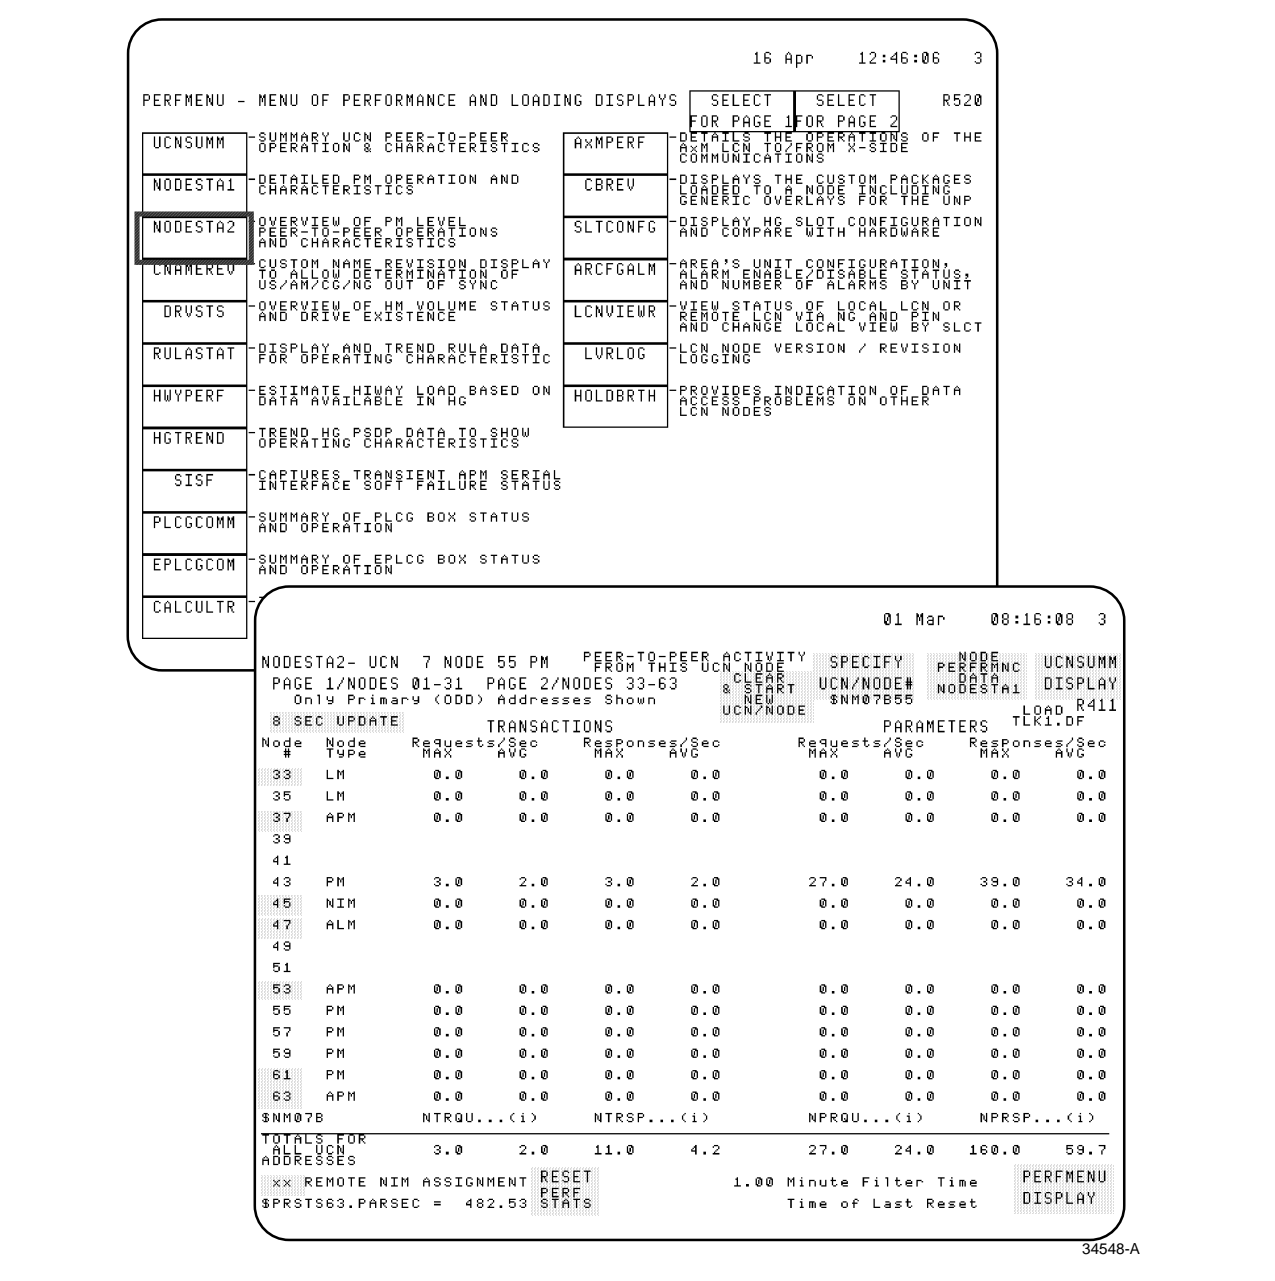 16 Apr 12:46:06 3
PERFMENU - MENU OF PERFORMANCE AND LOADING DISPLAYS SELECT FOR PAGE 1 SELECT FOR PAGE 2 R520
UCNSUMM -SUMMARY UCN PEER-TO-PEER
OPERATION & CHARACTERISTICS
NODESTA1 -DETAILED PM OPERATION AND
CHARACTERISTICS
NODESTA2 -OVERVIEW OF PM LEVEL
PEER-TO-PEER OPERATIONS
AND CHARACTERISTICS
CNAMEREV -CUSTOM NAME REVISION DISPLAY
TO ALLOW DETERMINATION OF
US/AM/CG/NG OUT OF SYNC
DRVSTS -OVERVIEW OF HM VOLUME STATUS
AND DRIVE EXISTENCE
RULASTAT -DISPLAY AND TREND RULA DATA
FOR OPERATING CHARACTERISTIC
HWYPERF -ESTIMATE HIWAY LOAD BASED ON
DATA AVAILABLE IN HG
HGTREND -TREND HG PSDP DATA TO SHOW
OPERATING CHARACTERISTICS
SISF -CAPTURES TRANSIENT APM SERIAL
INTERFACE SOFT FAILURE STATUS
PLCGCOMM -SUMMARY OF PLCG BOX STATUS
AND OPERATION
EPLCGCOM -SUMMARY OF EPLCG BOX STATUS
AND OPERATION
CALCULTR -
AxMPERF -DETAILS THE OPERATIONS OF THE
AxM LCN TO/FROM X-SIDE
COMMUNICATIONS
CBREV -DISPLAYS THE CUSTOM PACKAGES
LOADED TO A NODE INCLUDING
GENERIC OVERLAYS FOR THE UNP
SLTCONFG -DISPLAY HG SLOT CONFIGURATION
AND COMPARE WITH HARDWARE
ARCFGALM -AREA'S UNIT CONFIGURATION,
ALARM ENABLE/DISABLE STATUS,
AND NUMBER OF ALARMS BY UNIT
LCNVIEWR -VIEW STATUS OF LOCAL LCN OR
REMOTE LCN VIA NG AND PIN
AND CHANGE LOCAL VIEW BY SLCT
LVRLOG -LCN NODE VERSION / REVISION
LOGGING
HOLDBRTH -PROVIDES INDICATION OF DATA
ACCESS PROBLEMS ON OTHER
LCN NODES
01 Mar 08:16:08 3
NODESTA2- UCN 7 NODE 55 PM
PAGE 1/NODES 01-31 PAGE 2/NODES 33-63
Only Primary (ODD) Addresses Shown
PEER-TO-PEER ACTIVITY
FROM THIS UCN NODE
CLEAR
& START
NEW
UCN/NODE
SPECIFY
UCN/NODE#
$NM07B55
NODE
PERFRMNC
DATA
NODESTA1
UCNSUMM
DISPLAY
LOAD R411
TLK1.DF
8 SEC UPDATE TRANSACTIONS PARAMETERS
Node Node Requests/Sec Responses/Sec Requests/Sec Responses/Sec
# Type MAX AVG MAX AVG MAX AVG MAX AVG
33 LM 0.0 0.0 0.0 0.0 0.0 0.0 0.0 0.0
35 LM 0.0 0.0 0.0 0.0 0.0 0.0 0.0 0.0
37 APM 0.0 0.0 0.0 0.0 0.0 0.0 0.0 0.0
39
41
43 PM 3.0 2.0 3.0 2.0 27.0 24.0 39.0 34.0
45 NIM 0.0 0.0 0.0 0.0 0.0 0.0 0.0 0.0
47 ALM 0.0 0.0 0.0 0.0 0.0 0.0 0.0 0.0
49
51
53 APM 0.0 0.0 0.0 0.0 0.0 0.0 0.0 0.0
55 PM 0.0 0.0 0.0 0.0 0.0 0.0 0.0 0.0
57 PM 0.0 0.0 0.0 0.0 0.0 0.0 0.0 0.0
59 PM 0.0 0.0 0.0 0.0 0.0 0.0 0.0 0.0
61 PM 0.0 0.0 0.0 0.0 0.0 0.0 0.0 0.0
63 APM 0.0 0.0 0.0 0.0 0.0 0.0 0.0 0.0
$NM07B NTRQU...(i) NTRSP...(i) NPRQU...(i) NPRSP...(i)
TOTALS FOR
ALL UCN 3.0 2.0 11.0 4.2 27.0 24.0 160.0 59.7
ADDRESSES
xx REMOTE NIM ASSIGNMENT
$PRSTS63.PARSEC = 482.53
RESET
PERF
STATS
1.00 Minute Filter Time
Time of Last Reset
PERFMENU
DISPLAY
34548-A